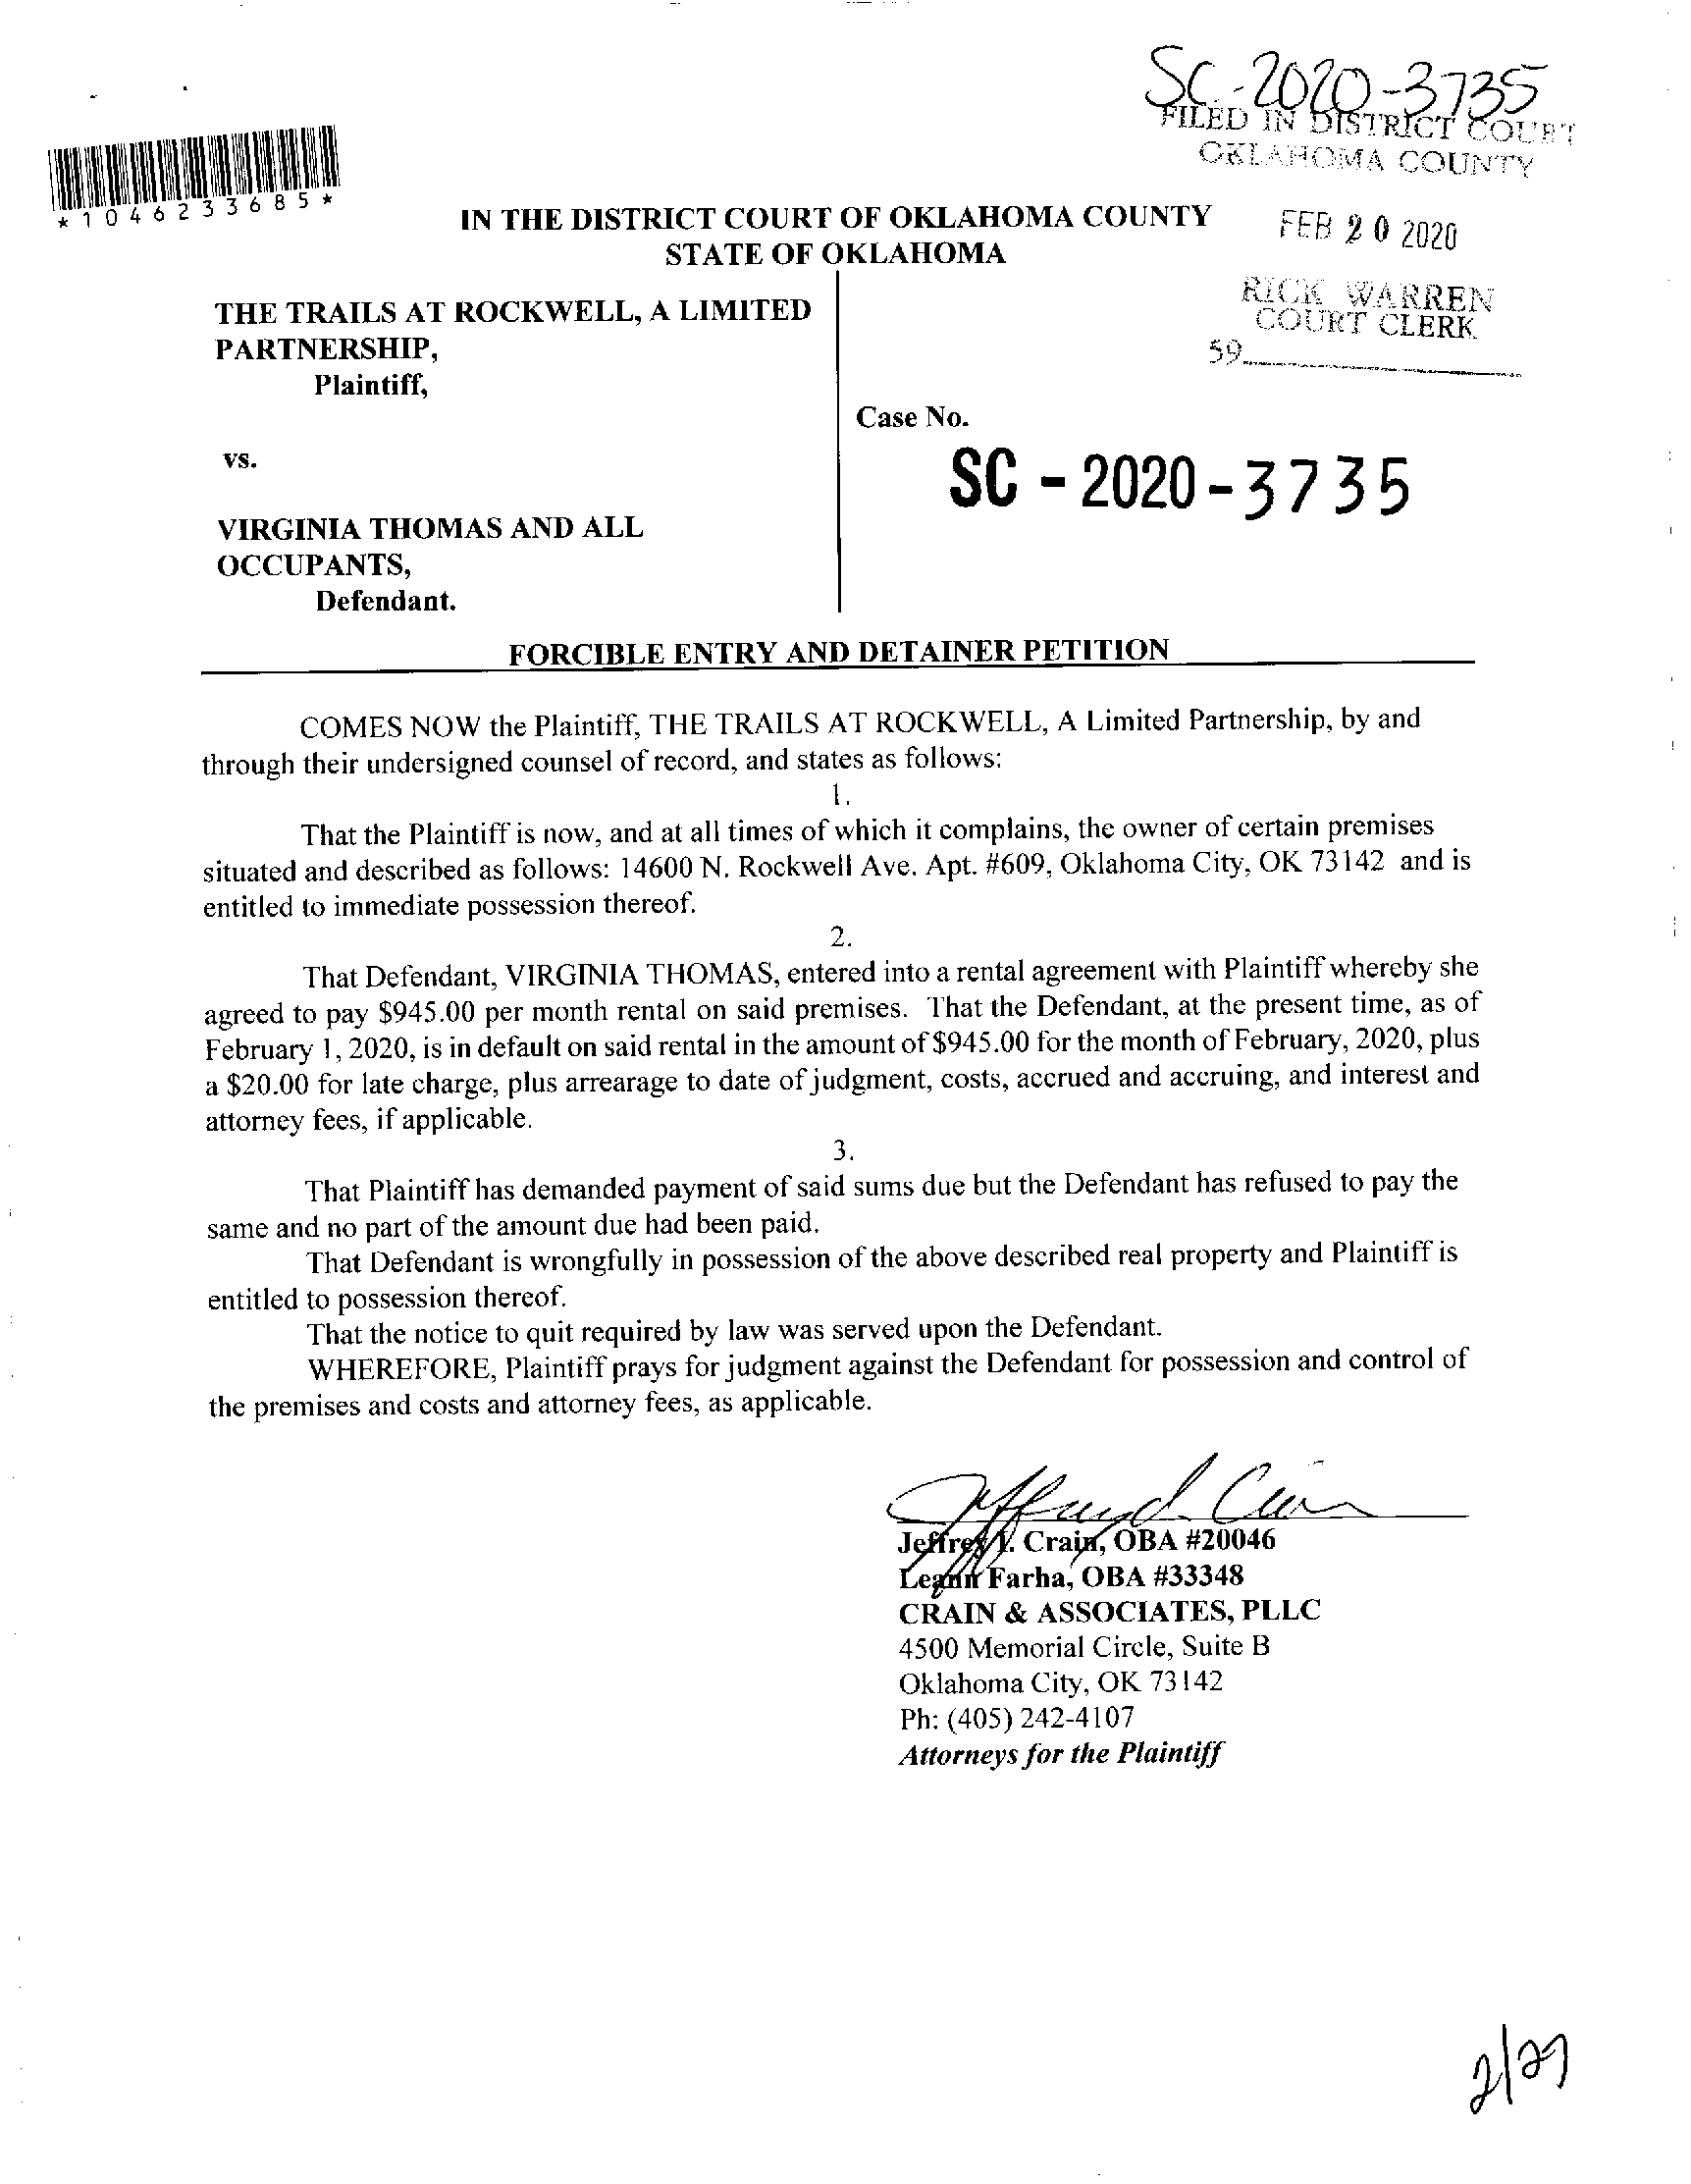 SC-2020-3735
FILED IN DISTRICT COURT
OKLAHOMA COUNTY
*1046233685*
IN THE DISTRICT COURT OF OKLAHOMA COUNTY
STATE OF OKLAHOMA
FEB 20 2020
RICK WARREN
COURT CLERK
59
THE TRAILS AT ROCKWELL, A LIMITED
PARTNERSHIP,
Plaintiff,
vs.
VIRGINIA THOMAS AND ALL
OCCUPANTS,
Defendant.
Case No.
SC - 2020-3735
FORCIBLE ENTRY AND DETAINER PETITION
COMES NOW the Plaintiff, THE TRAILS AT ROCKWELL, A Limited Partnership, by and
through their undersigned counsel of record, and states as follows:
1.
That the Plaintiff is now, and at all times of which it complains, the owner of certain premises
situated and described as follows: 14600 N. Rockwell Ave. Apt. #609, Oklahoma City, OK 73142 and is
entitled to immediate possession thereof.
2.
That Defendant, VIRGINIA THOMAS, entered into a rental agreement with Plaintiff whereby she
agreed to pay $945.00 per month rental on said premises. That the Defendant, at the present time, as of
February 1, 2020, is in default on said rental in the amount of $945.00 for the month of February, 2020, plus
a $20.00 for late charge, plus arrearage to date of judgment, costs, accrued and accruing, and interest and
attorney fees, if applicable.
3.
That Plaintiff has demanded payment of said sums due but the Defendant has refused to pay the
same and no part of the amount due had been paid.
That Defendant is wrongfully in possession of the above described real property and Plaintiff is
entitled to possession thereof.
That the notice to quit required by law was served upon the Defendant.
WHEREFORE, Plaintiff prays for judgment against the Defendant for possession and control of
the premises and costs and attorney fees, as applicable.
Jeffrey Crain, OBA #20046
Leann Farha, OBA #33348
CRAIN & ASSOCIATES, PLLC
4500 Memorial Circle, Suite B
Oklahoma City, OK 73142
Ph: (405) 242-4107
Attorneys for the Plaintiff